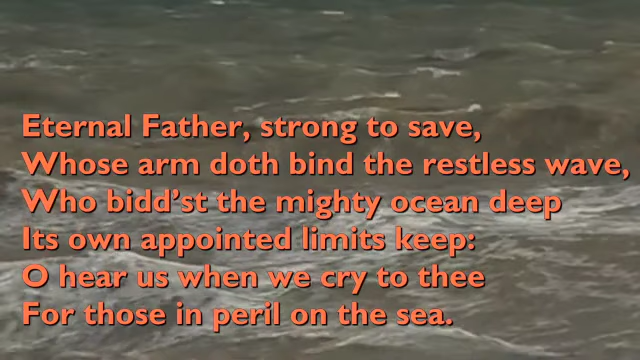 Eternal Father, strong to save,
Whose arm doth bind the restless wave,
Who bidd’st the mighty ocean deep
Its own appointed limits keep:
O hear us when we cry to thee
For those in peril on the sea.